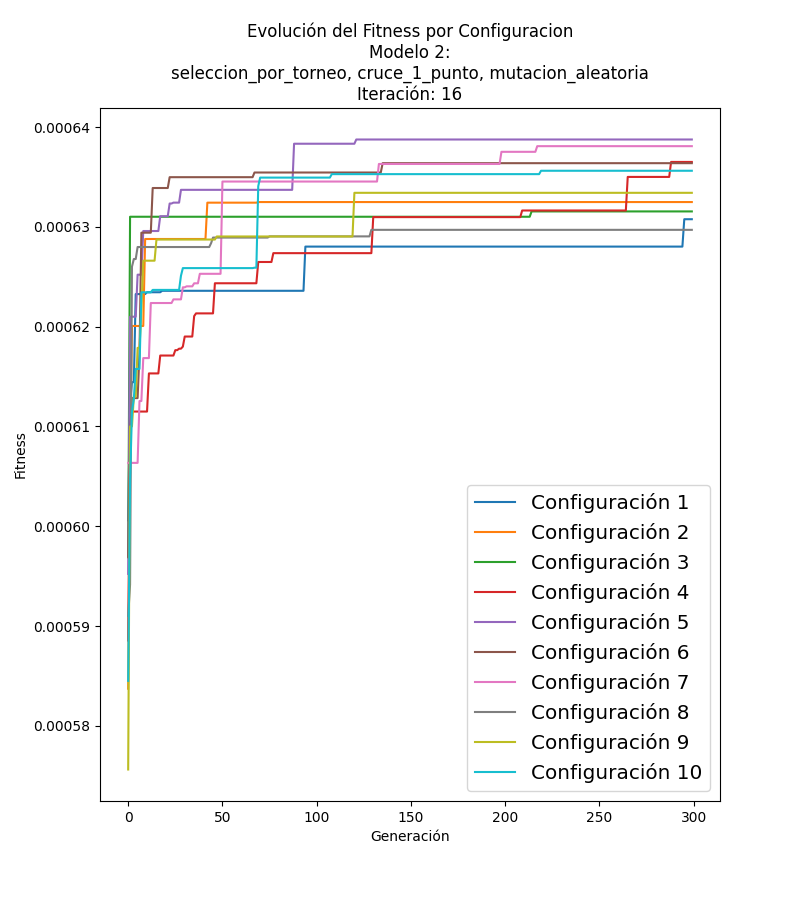 Evolución del Fitness por Configuracion
Modelo 2:
seleccion_por_torneo, cruce_1_punto, mutacion_aleatoria
Iteración: 16
0.00064
0.00063
0.00062
0.00061
0.00060
0.00059
0.00058
Fitness
Configuración 1
Configuración 2
Configuración 3
Configuración 4
Configuración 5
Configuración 6
Configuración 7
Configuración 8
Configuración 9
Configuración 10
0 50 100 150 200 250 300
Generación